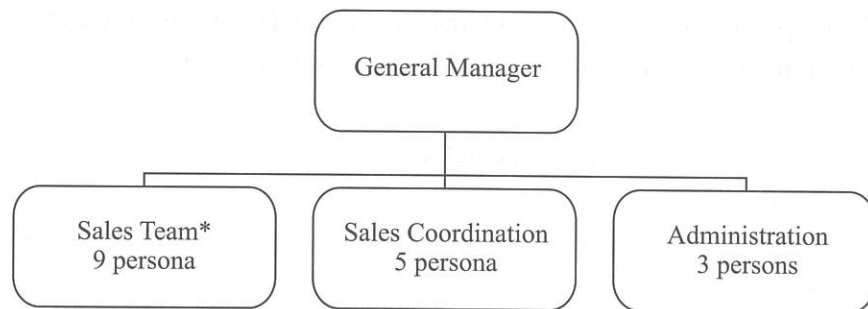 General Manager
Sales Team*
9 persona
Sales Coordination
5 persona
Administration
3 persons